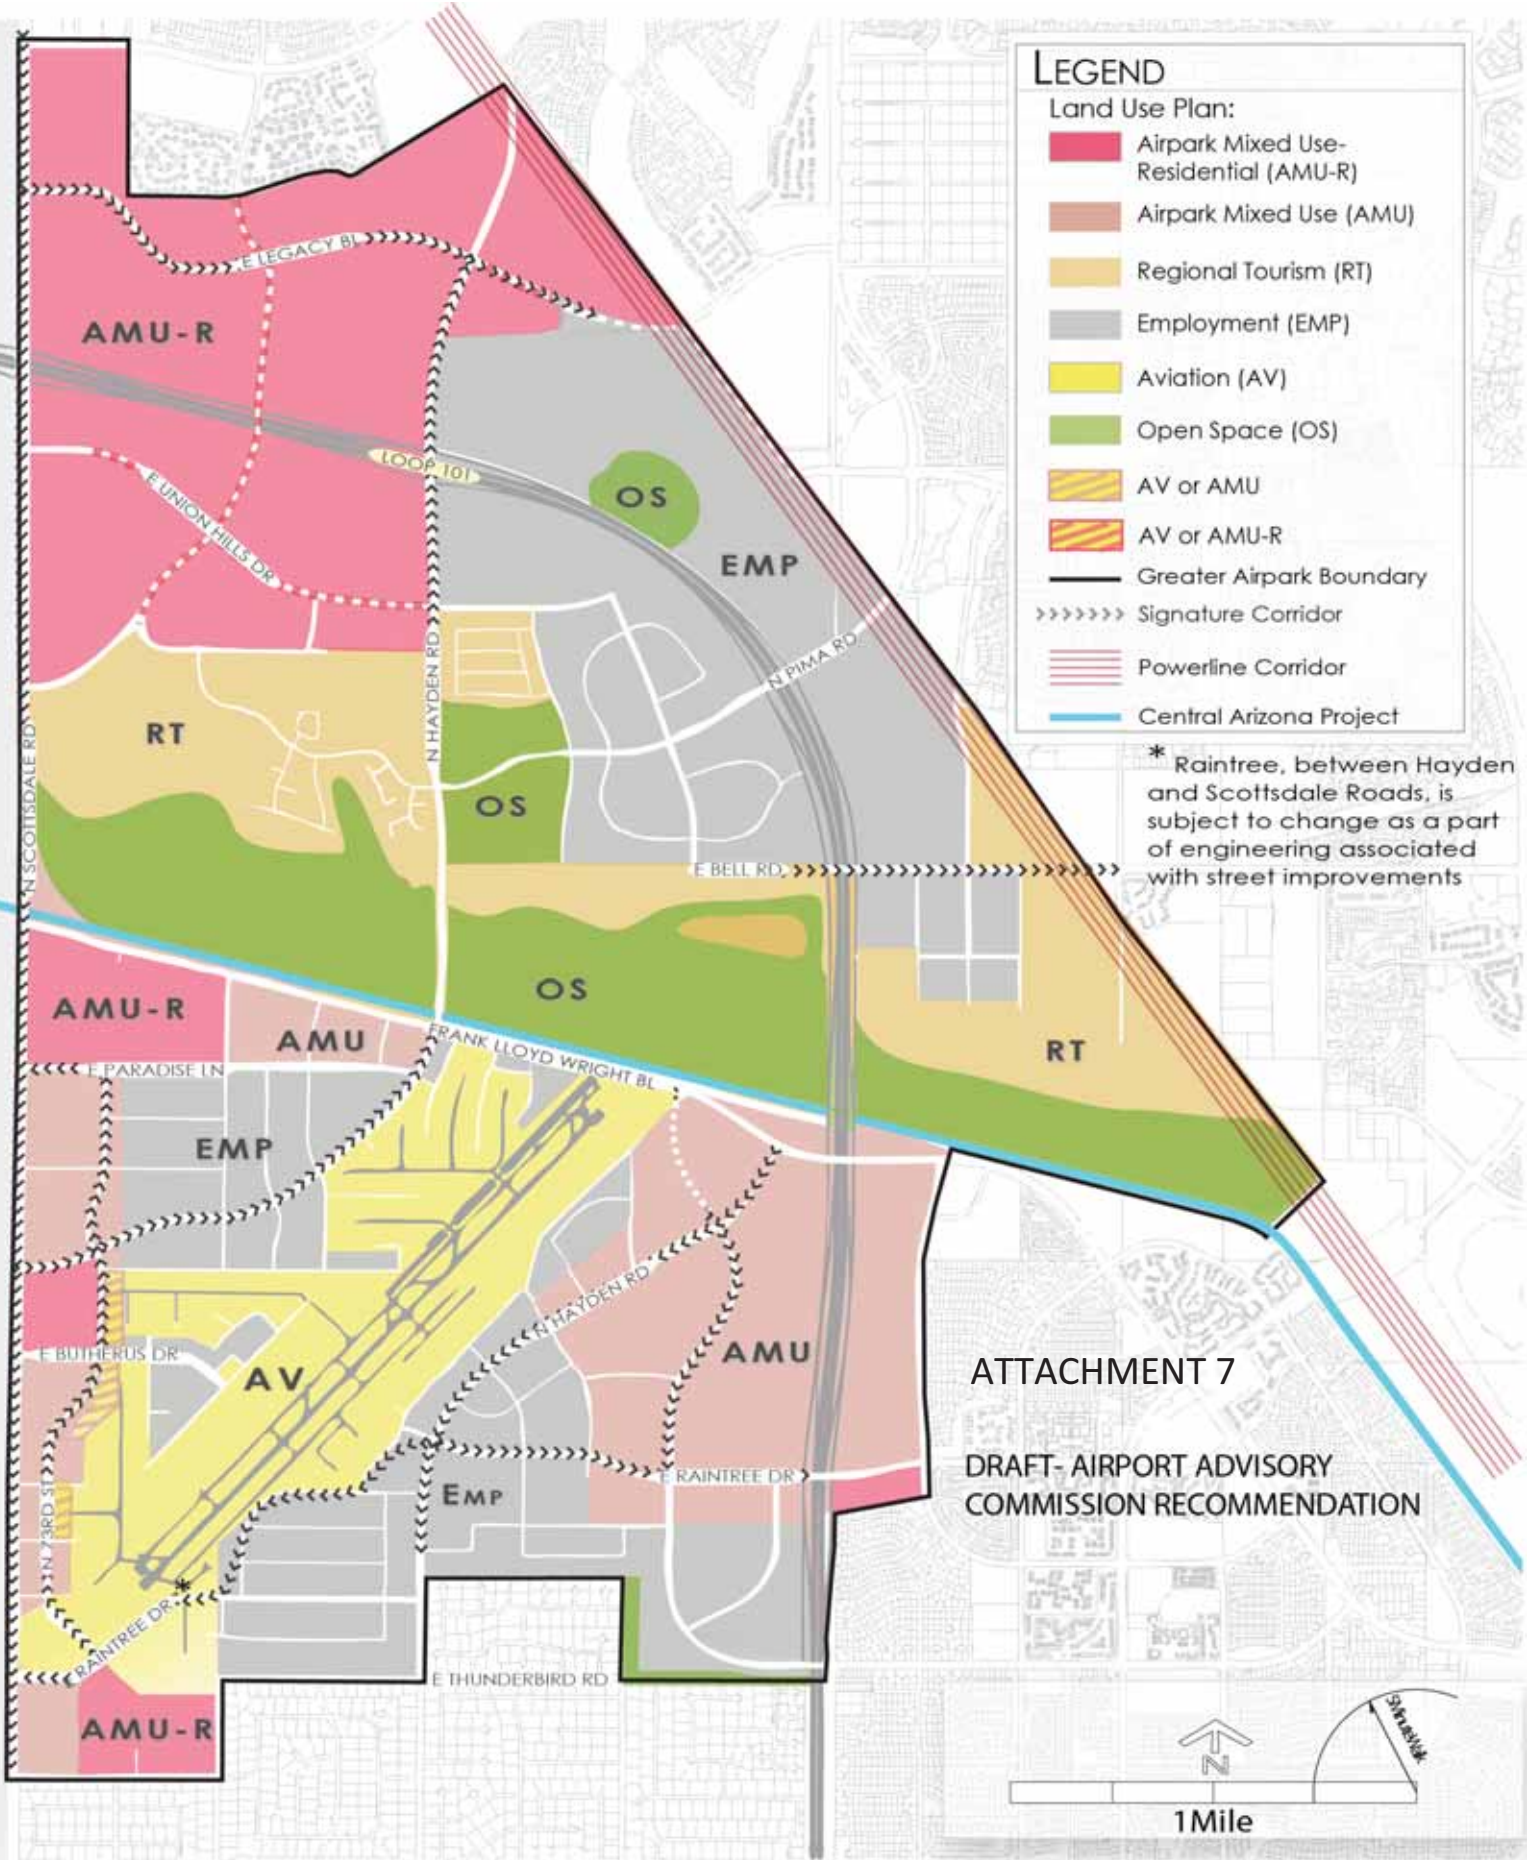 LEGEND
Land Use Plan:
Airpark Mixed Use-
Residential (AMU-R)
Airpark Mixed Use (AMU)
Regional Tourism (RT)
Employment (EMP)
Aviation (AV)
Open Space (OS)
AV or AMU
AV or AMU-R
Greater Airpark Boundary
Signature Corridor
Powerline Corridor
Central Arizona Project
* Raintree, between Hayden
and Scottsdale Roads, is
subject to change as a part
of engineering associated
with street improvements
E LEGACY BL
AMU-R
LOOP 101
E UNION HILLS DR
OS
EMP
N HAYDEN RD
N PIMA RD
RT
N SCOTTSDALE RD
OS
E BELL RD
OS
AMU-R
AMU
FRANK LLOYD WRIGHT BL
RT
E PARADISE LN
EMP
N HAYDEN RD
E BUTHERUS DR
AV
AMU
ATTACHMENT 7
DRAFT- AIRPORT ADVISORY
COMMISSION RECOMMENDATION
E RAINTREE DR
EMP
N 73RD ST
*
RAINTREE DR
E THUNDERBIRD RD
AMU-R
5MinuteWalk
N
1Mile